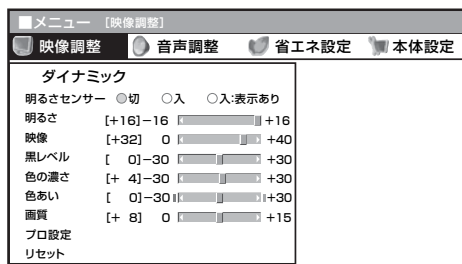 ■メニュー [映像調整]
映像調整 音声調整 省エネ設定 本体設定
ダイナミック
明るさセンサー ◎切 ○入 ○入:表示あり
明るさ [+16]−16 +16
映像 [+32] 0 +40
黒レベル [ 0]−30 +30
色の濃さ [+ 4]−30 +30
色あい [ 0]−30 +30
画質 [+ 8] 0 +15
プロ設定
リセット